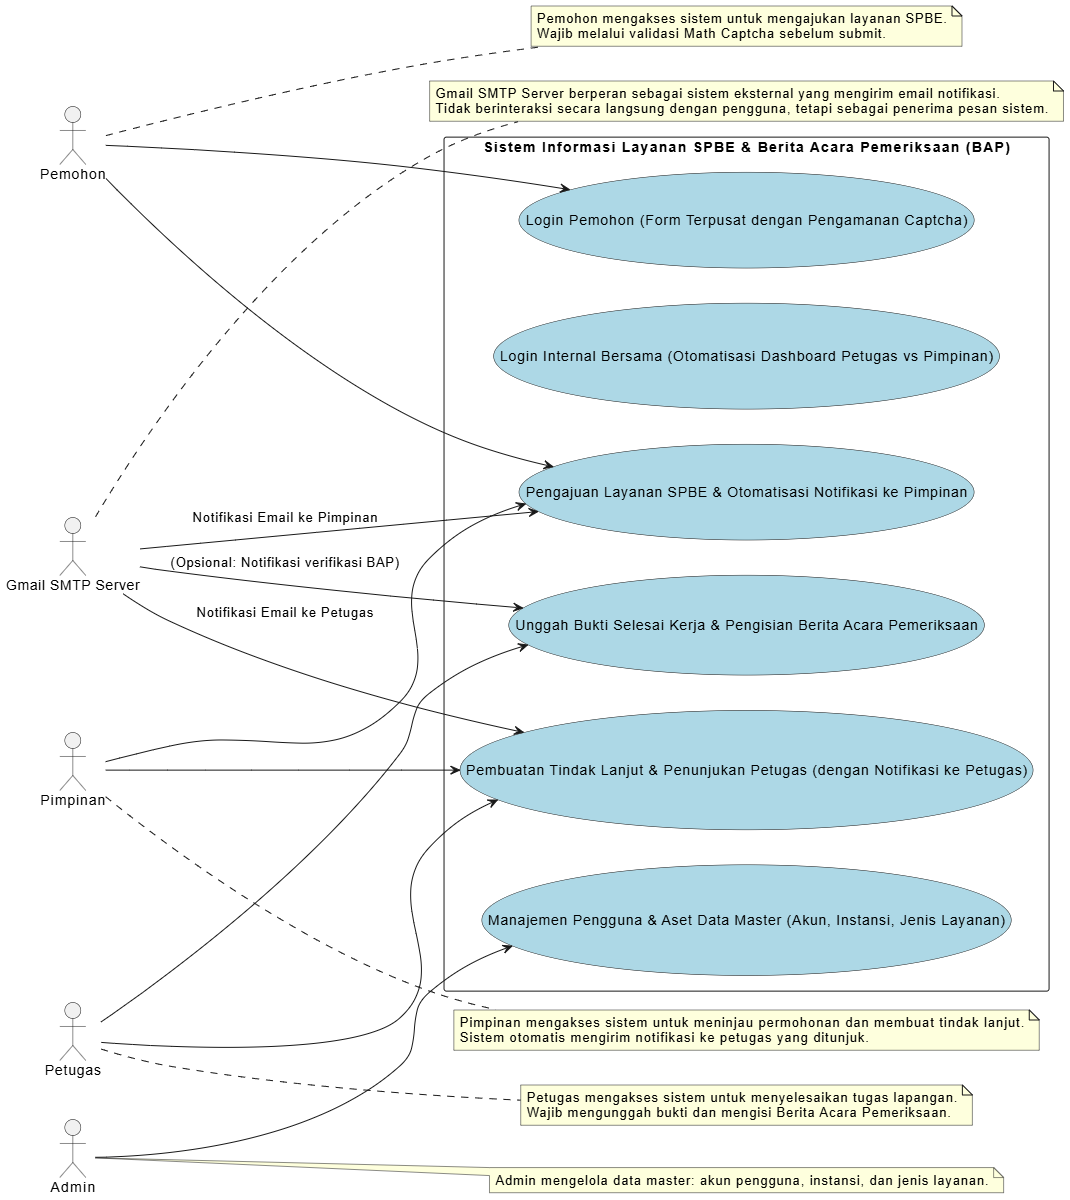 Pemohon mengakses sistem untuk mengajukan layanan SPBE.
Wajib melalui validasi Math Captcha sebelum submit.
Gmail SMTP Server berperan sebagai sistem eksternal yang mengirim email notifikasi.
Tidak berinteraksi secara langsung dengan pengguna, tetapi sebagai penerima pesan sistem.
Sistem Informasi Layanan SPBE & Berita Acara Pemeriksaan (BAP)
Pemohon
Login Pemohon (Form Terpusat dengan Pengamanan Captcha)
Login Internal Bersama (Otomatisasi Dashboard Petugas vs Pimpinan)
Pengajuan Layanan SPBE & Otomatisasi Notifikasi ke Pimpinan
Notifikasi Email ke Pimpinan
(Opsional: Notifikasi verifikasi BAP)
Gmail SMTP Server
Notifikasi Email ke Petugas
Unggah Bukti Selesai Kerja & Pengisian Berita Acara Pemeriksaan
Pembuatan Tindak Lanjut & Penunjukan Petugas (dengan Notifikasi ke Petugas)
Pimpinan
Manajemen Pengguna & Aset Data Master (Akun, Instansi, Jenis Layanan)
Pimpinan mengakses sistem untuk meninjau permohonan dan membuat tindak lanjut.
Sistem otomatis mengirim notifikasi ke petugas yang ditunjuk.
Petugas
Petugas mengakses sistem untuk menyelesaikan tugas lapangan.
Wajib mengunggah bukti dan mengisi Berita Acara Pemeriksaan.
Admin mengelola data master: akun pengguna, instansi, dan jenis layanan.
Admin